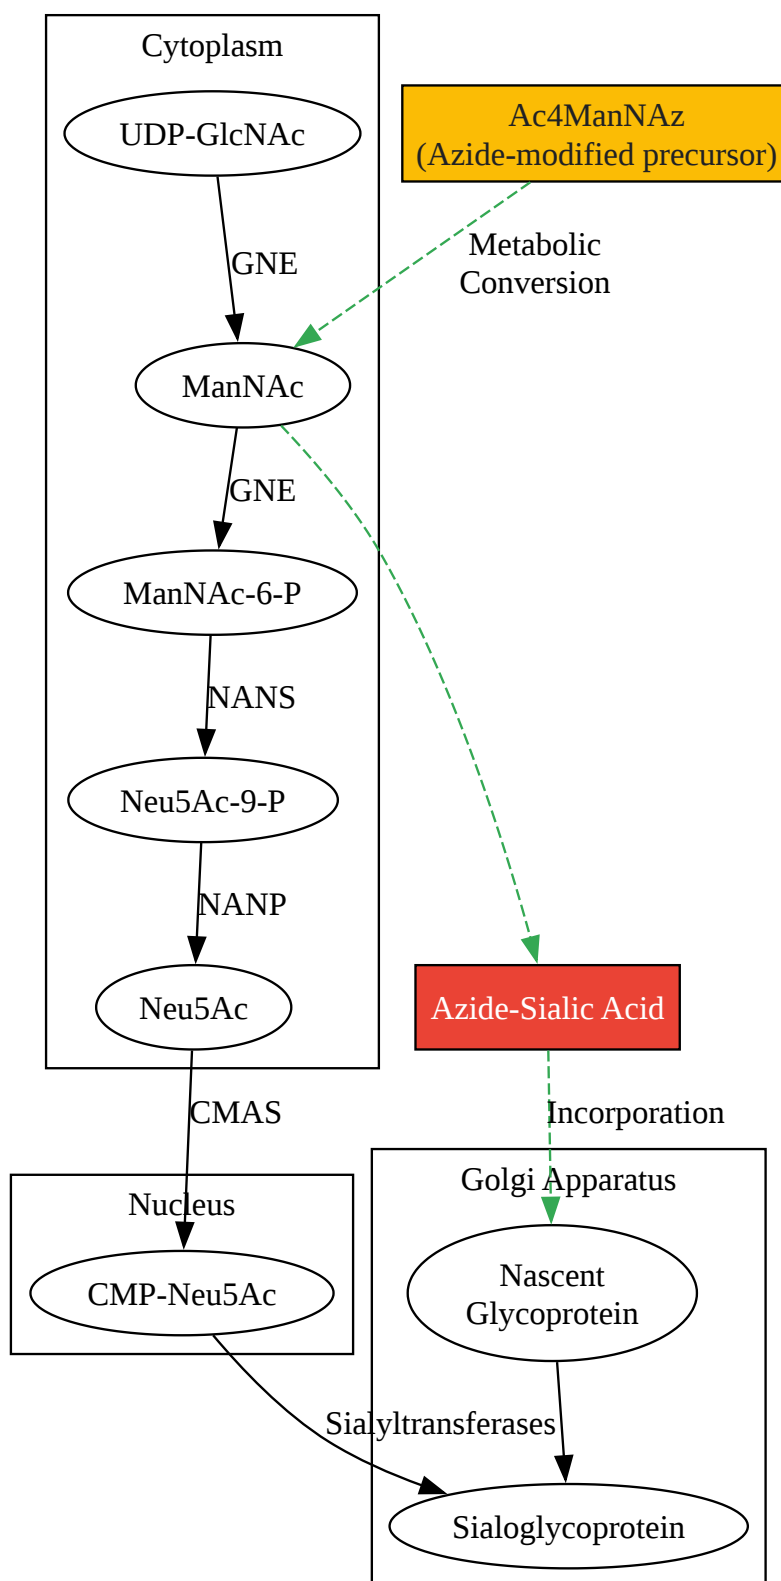 Cytoplasm
UDP-GlcNAc
Ac4ManNAz
(Azide-modified precursor)
Metabolic
Conversion
GNE
ManNAc
GNE
ManNAc-6-P
NANS
Neu5Ac-9-P
NANP
Neu5Ac
Azide-Sialic Acid
CMAS
Incorporation
Nucleus
Golgi Apparatus
CMP-Neu5Ac
Nascent
Glycoprotein
Sialyltransferases
Sialoglycoprotein